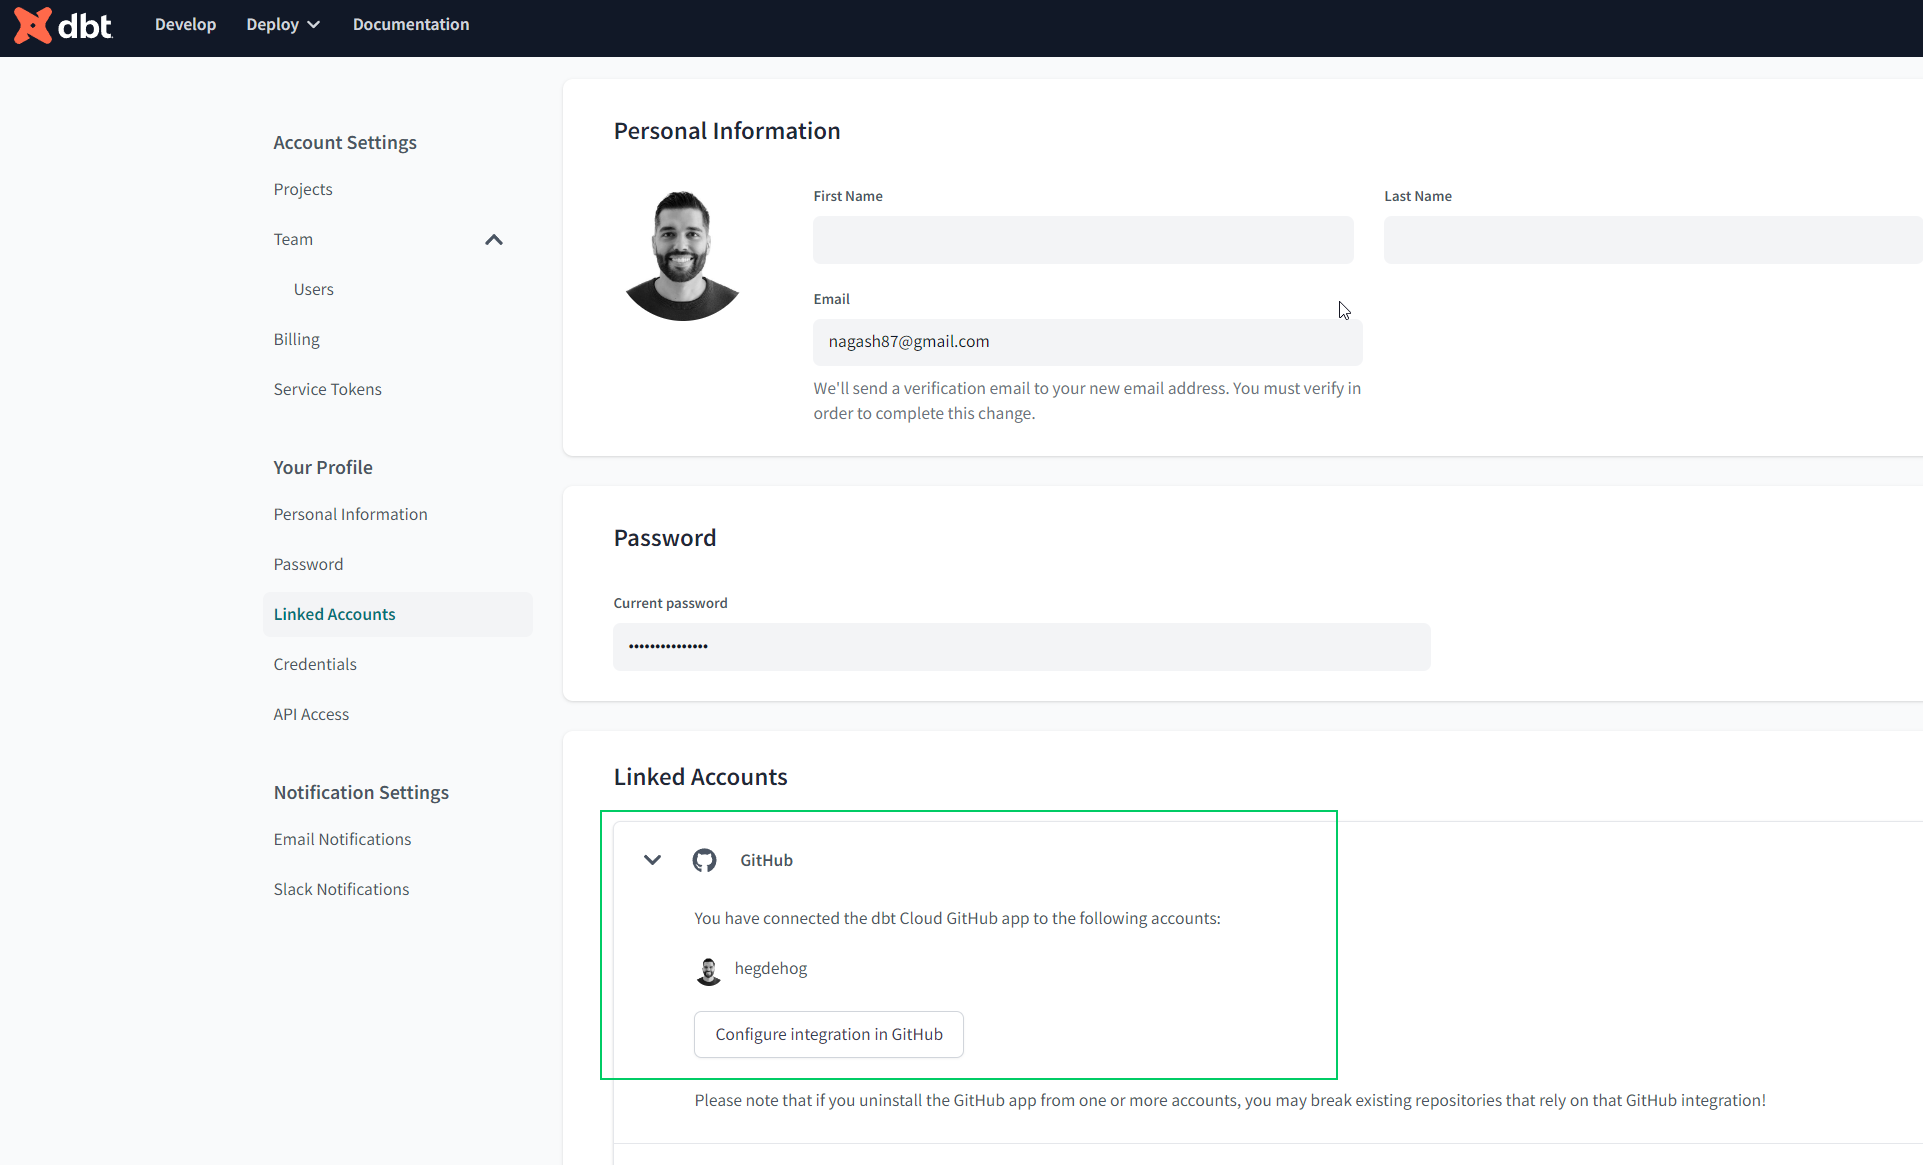 dbt
Develop
Deploy
Documentation
Account Settings
Projects
Team
Users
Billing
Service Tokens
Your Profile
Personal Information
Password
Linked Accounts
Credentials
API Access
Notification Settings
Email Notifications
Slack Notifications
Personal Information
First Name
Last Name
Email
nagash87@gmail.com
We'll send a verification email to your new email address. You must verify in
order to complete this change.
Password
Current password
•••••••••••••••
Linked Accounts
GitHub
You have connected the dbt Cloud GitHub app to the following accounts:
hegdehog
Configure integration in GitHub
Please note that if you uninstall the GitHub app from one or more accounts, you may break existing repositories that rely on that GitHub integration!